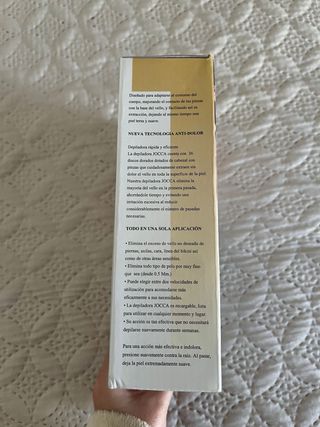 Diseñado para adaptarse al contorno del
cuerpo, mejorando el contacto de las pinzas
con la base del vello, y facilitando así su
extracción, dejando al mismo tiempo una
piel tersa y suave.
NUEVA TECNOLOGIA ANTI-DOLOR
Depiladora rápida y eficiente
La depiladora JOCCA cuenta con 20
discos dorados dotados de cabezal con
pinzas que cuidadosamente extraen sin
dolor el vello en toda la superficie de la piel.
Nuestra depiladora JOCCA elimina la
mayoría del vello en la primera pasada,
ahorrándole tiempo y evitando una
irritación excesiva al reducir
considerablemente el número de pasadas
necesarias.
TODO EN UNA SOLA APLICACIÓN
• Elimina el exceso de vello no deseado de
piernas, axilas, cara, línea del bikini así
como de otras áreas sensibles.
• Elimina todo tipo de pelo por muy fino
que sea (desde 0.5 Mm.)
• Puede elegir entre dos velocidades de
utilización para acomodarse más
eficazmente a sus necesidades.
• La depiladora JOCCA es recargable, lista
para utilizar en cualquier momento y lugar.
• Su acción es tan efectiva que no necesitará
depilarse nuevamente durante semanas.
Para una acción más efectiva e indolora,
presione suavemente contra la raíz. Al pasar,
deja la piel extremadamente suave.